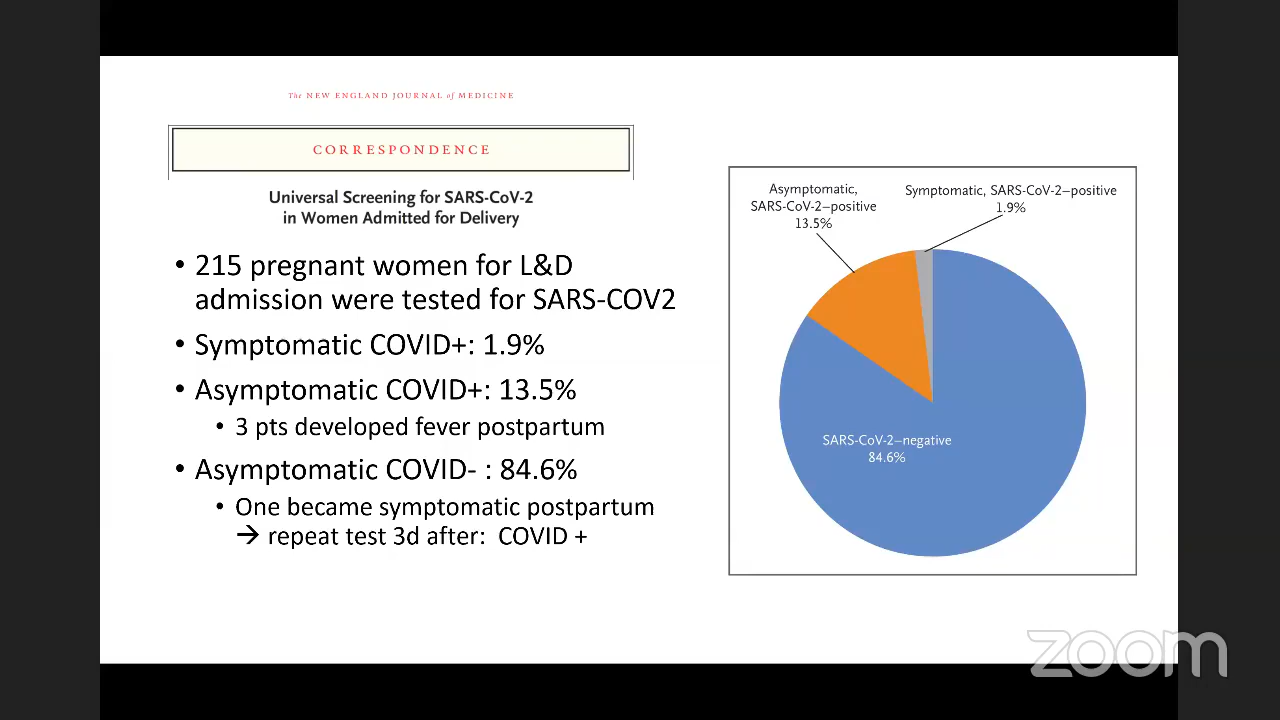 The NEW ENGLAND JOURNAL of MEDICINE
CORRESPONDENCE
Universal Screening for SARS-CoV-2
in Women Admitted for Delivery
• 215 pregnant women for L&D
admission were tested for SARS-COV2
• Symptomatic COVID+: 1.9%
• Asymptomatic COVID+: 13.5%
• 3 pts developed fever postpartum
• Asymptomatic COVID- : 84.6%
• One became symptomatic postpartum
→ repeat test 3d after: COVID +
Asymptomatic,
SARS-CoV-2–positive
13.5%
Symptomatic, SARS-CoV-2–positive
1.9%
SARS-CoV-2–negative
84.6%
zoom